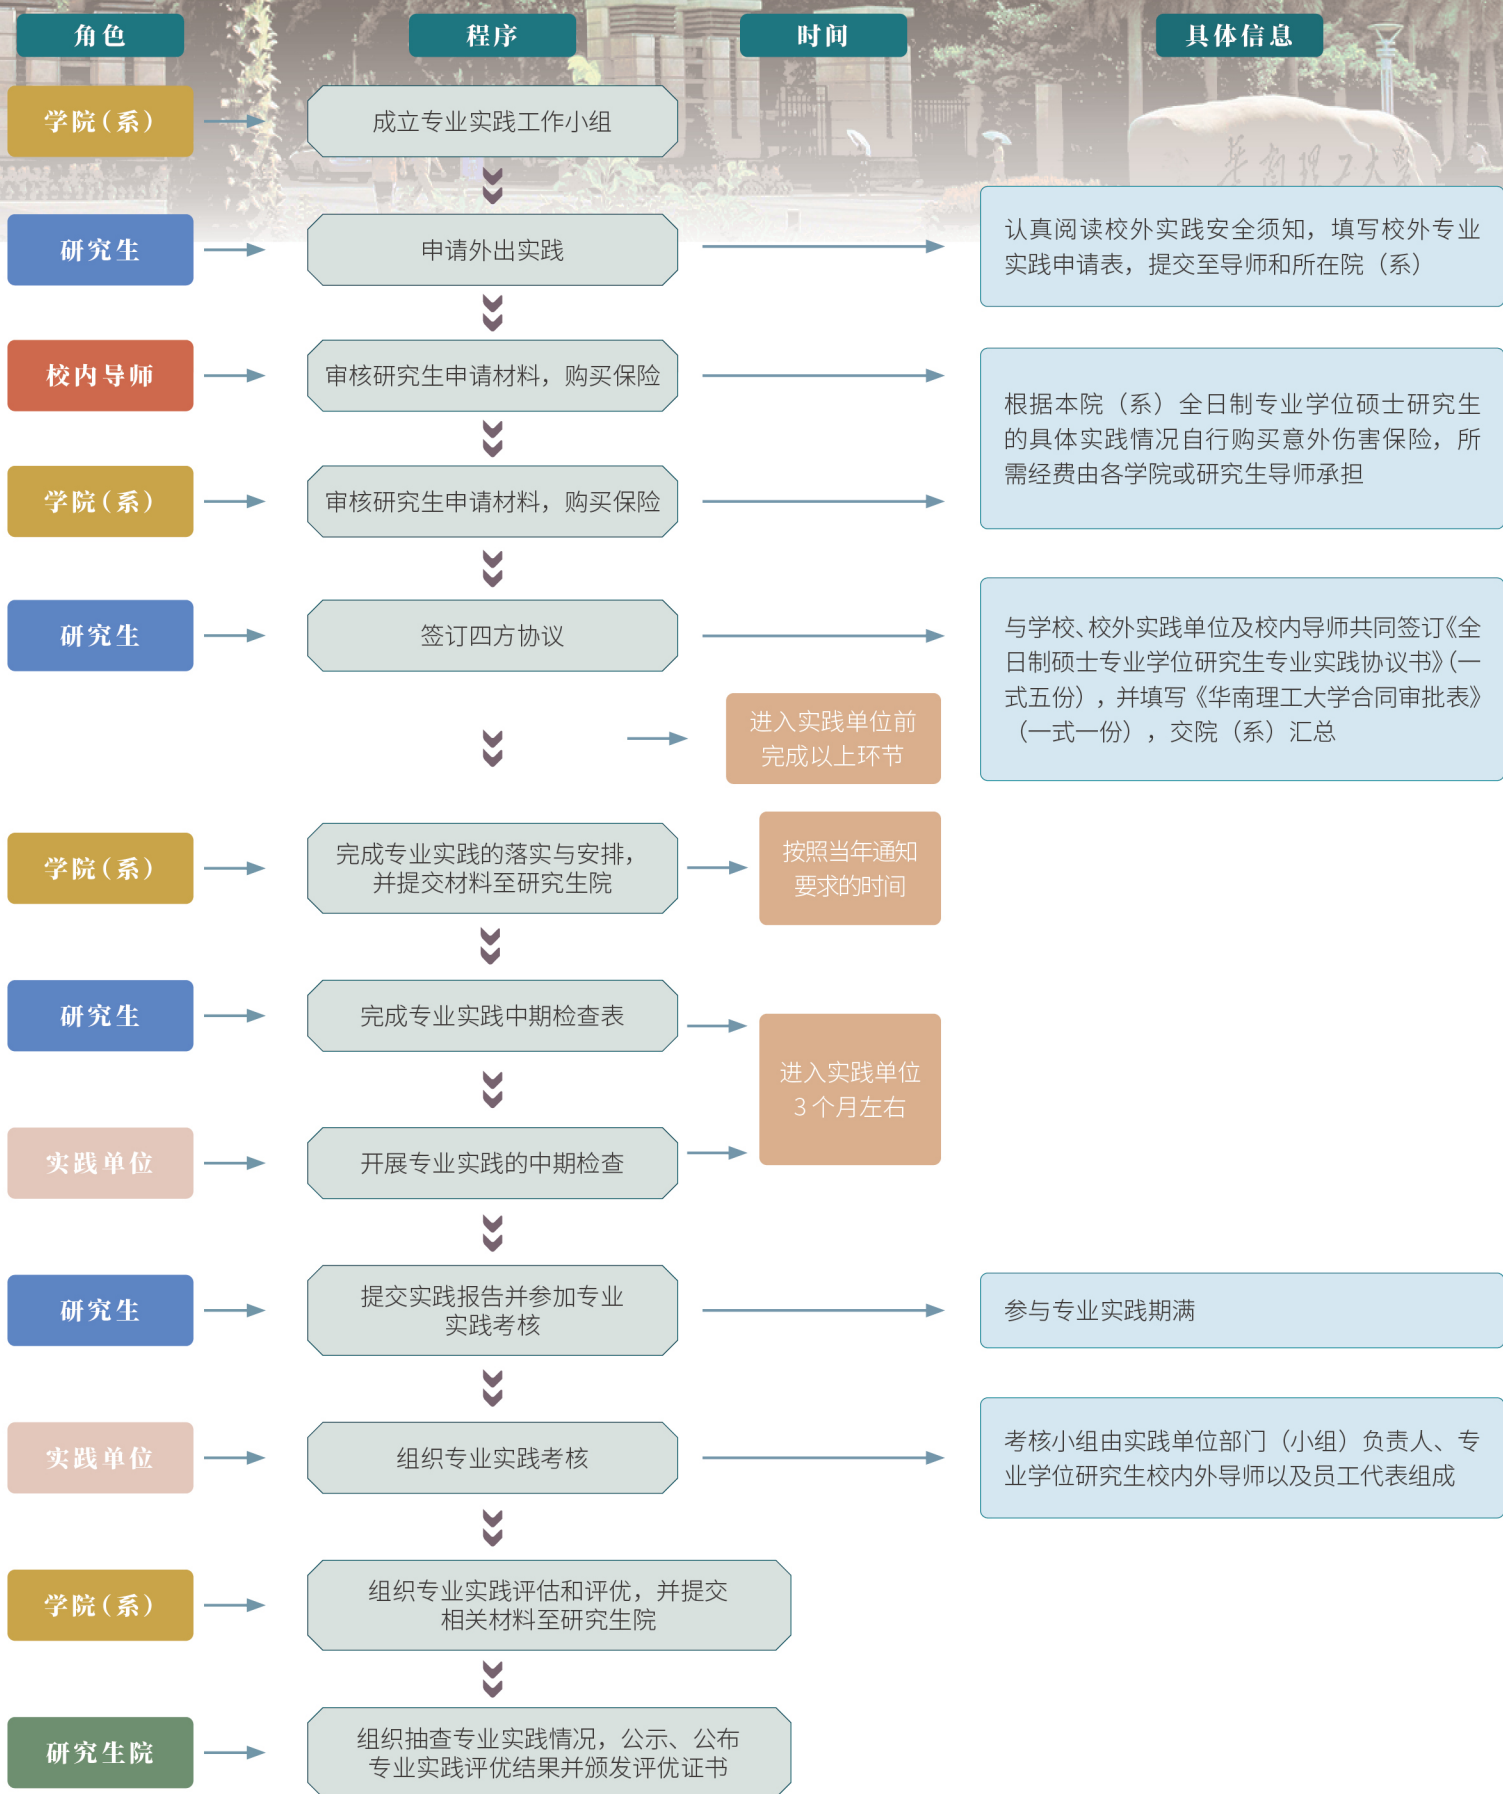 角色
程序
时间
具体信息
学院（系）
成立专业实践工作小组
华南理工大学
研究生
申请外出实践
认真阅读校外实践安全须知，填写校外专业
实践申请表，提交至导师和所在院（系）
校内导师
审核研究生申请材料，购买保险
根据本院（系）全日制专业学位硕士研究生
的具体实践情况自行购买意外伤害保险，所
需经费由各学院或研究生导师承担
学院（系）
审核研究生申请材料，购买保险
研究生
签订四方协议
与学校、校外实践单位及校内导师共同签订《全
日制硕士专业学位研究生专业实践协议书》（一
式五份），并填写《华南理工大学合同审批表》
（一式一份），交院（系）汇总
进入实践单位前
完成以上环节
学院（系）
完成专业实践的落实与安排，
并提交材料至研究生院
按照当年通知
要求的时间
研究生
完成专业实践中期检查表
进入实践单位
3个月左右
实践单位
开展专业实践的中期检查
研究生
提交实践报告并参加专业
实践考核
参与专业实践期满
实践单位
组织专业实践考核
考核小组由实践单位部门（小组）负责人、专
业学位研究生校内外导师以及员工代表组成
学院（系）
组织专业实践评估和评优，并提交
相关材料至研究生院
研究生院
组织抽查专业实践情况，公示、公布
专业实践评优结果并颁发评优证书